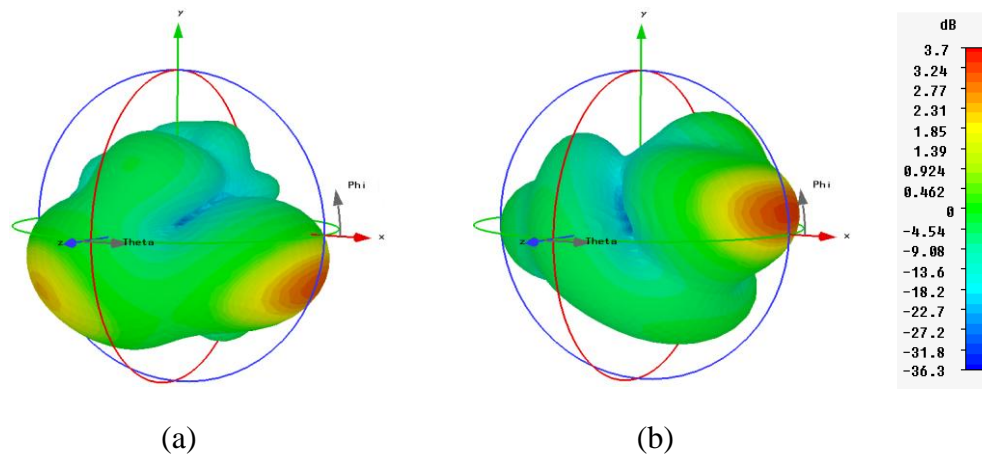 y
Phi
x
z
Theta
(a)
y
Phi
x
z
Theta
(b)
dB
3.7
3.24
2.77
2.31
1.85
1.39
0.924
0.462
0
-4.54
-9.08
-13.6
-18.2
-22.7
-27.2
-31.8
-36.3